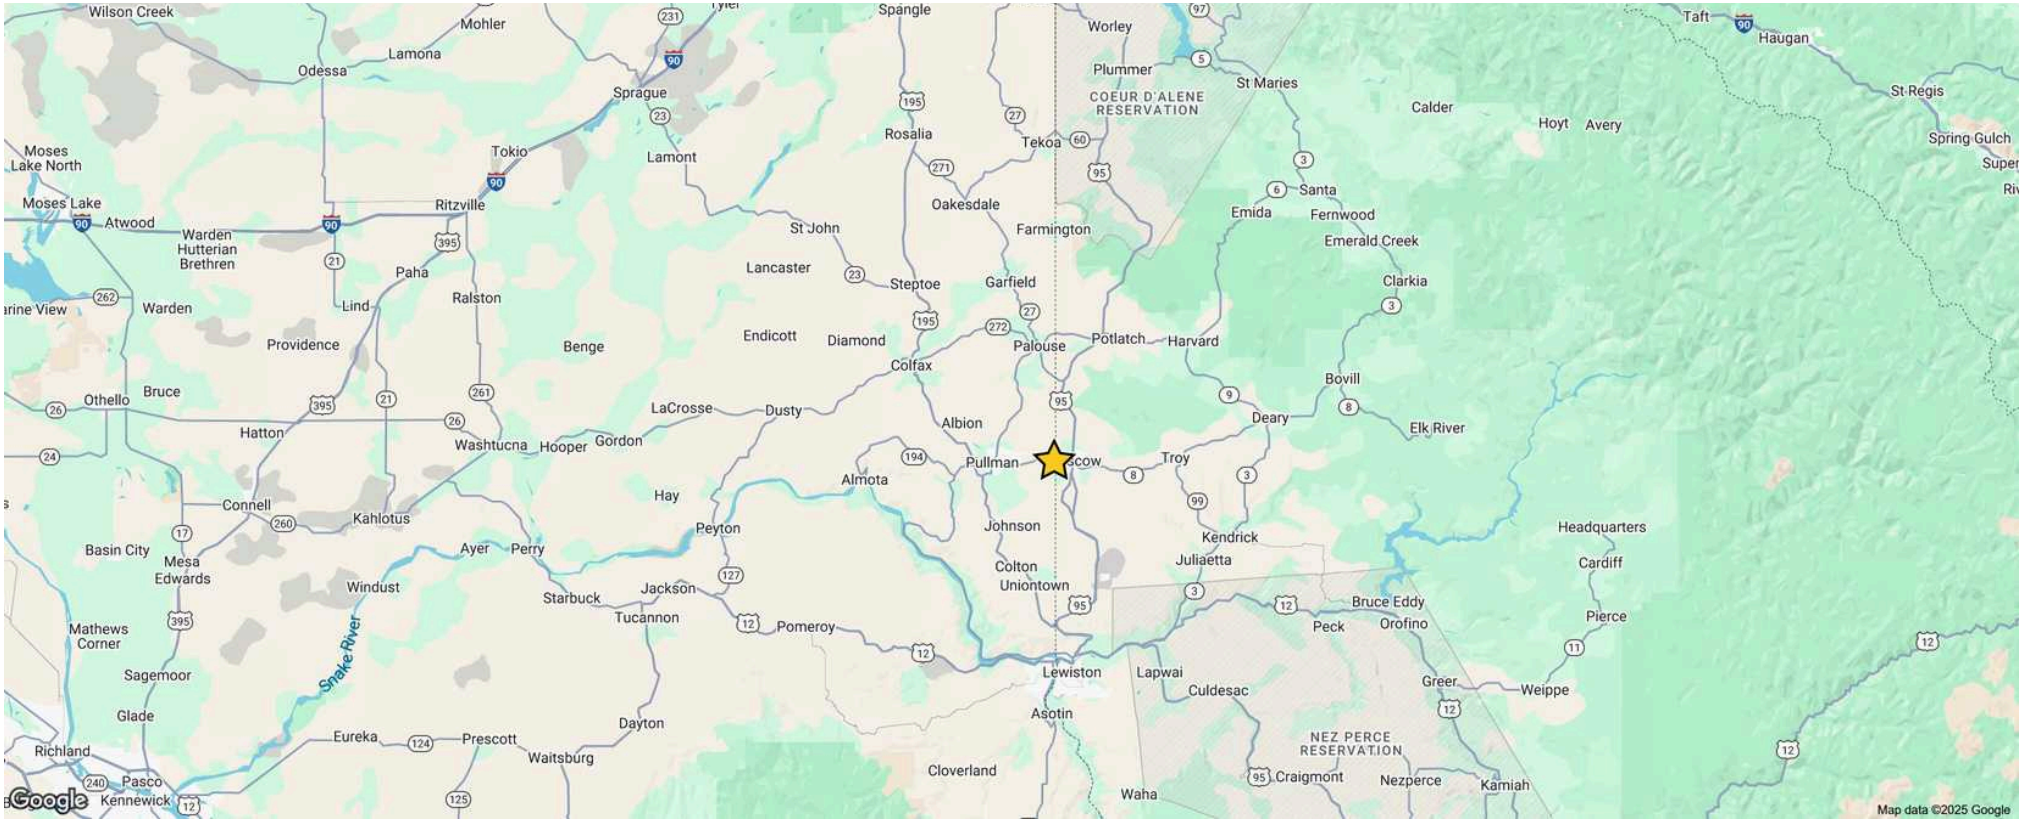 Wilson Creek
Mohler
231
Tyler
Spangle
Worley
97
Taft
90
Haugan
Lamona
90
Odessa
Sprague
Plummer
5
St Maries
St Regis
195
COEUR D'ALENE
RESERVATION
Calder
23
27
Rosalia
Hoyt
Avery
Spring Gulch
Tekoa
60
Moses
Lake North
Tokio
Lamont
271
3
95
90
6
Santa
Moses Lake
Ritzville
Oakesdale
Emida
Fernwood
90
Atwood
90
St John
Farmington
Warden
Hutterian
Brethren
395
Emerald Creek
21
Paha
Lancaster
23
Steptoe
Garfield
Clarkia
262
Ralston
Warden
Lind
3
27
195
272
Providence
Endicott
Diamond
Palouse
Potlatch
Harvard
Benge
Colfax
Bovill
Bruce
Othello
261
9
26
395
21
LaCrosse
Dusty
95
8
Deary
26
Albion
Elk River
Hatton
Washtucna
Hooper
Gordon
24
194
Pullman
scow
Troy
8
3
Almota
Hay
99
Connell
Kahlotus
260
Peyton
Johnson
Headquarters
17
Kendrick
Basin City
Ayer
Perry
Juliaetta
Mesa
Cardiff
Edwards
Colton
127
Windust
Jackson
Uniontown
3
Starbuck
95
12
Bruce Eddy
Tucannon
395
12
Pomeroy
Peck
Orofino
Pierce
Mathews
Corner
12
11
12
Snake River
Sagemoor
Lewiston
Lapwai
Greer
Culdesac
Weippe
12
Glade
Asotin
Dayton
Eureka
124
Prescott
NEZ PERCE
RESERVATION
Richland
Waitsburg
12
Cloverland
240
Pasco
95
Craigmont
Nezperce
Kamiah
Google
Kennewick
12
125
Waha
Map data ©2025 Google